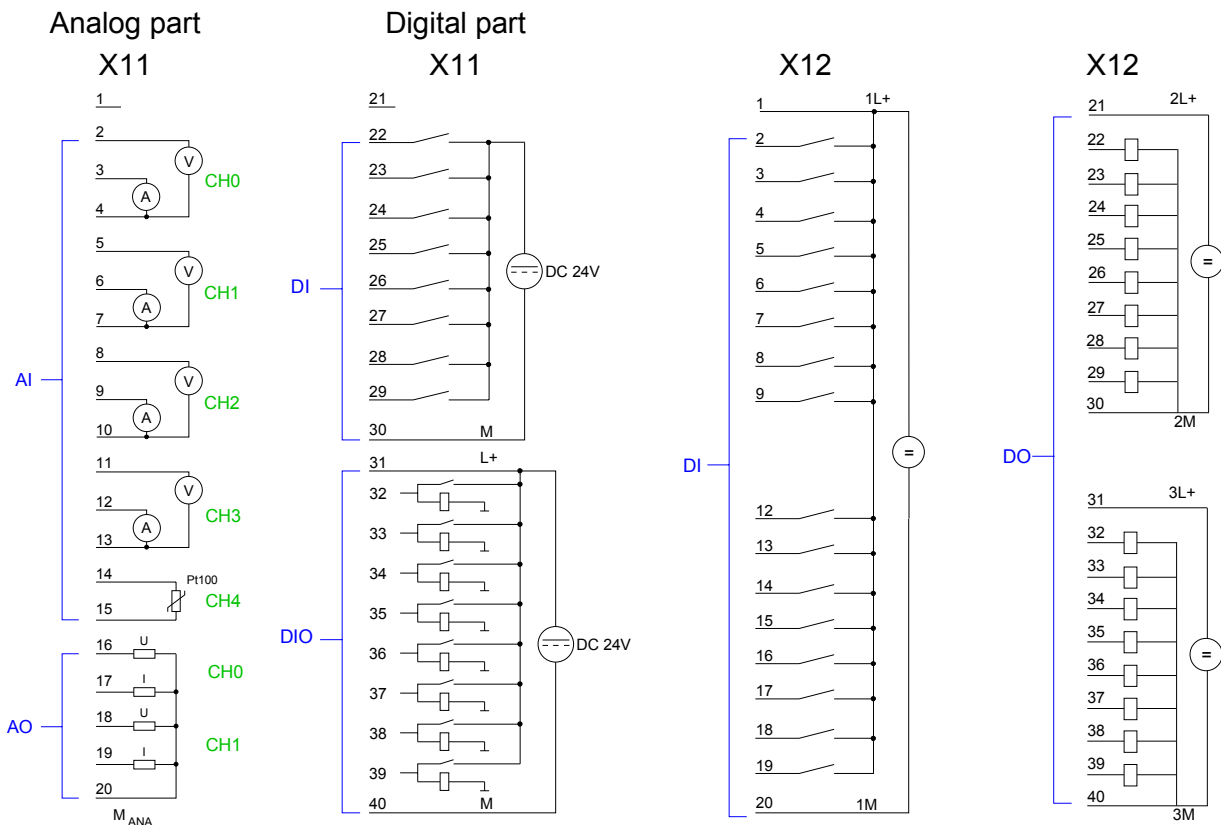 Analog part
X11
1
2
V
3
A
CH0
4
5
V
6
A
CH1
7
8
V
AI
9
A
CH2
10
11
V
12
A
CH3
13
14
Pt100
CH4
15
16
U
CH0
17
I
18
U
AO
CH1
19
I
20
M ANA
Digital part
X11
21
22
23
24
25
DI
DC 24V
26
27
28
29
30
M
31
L+
32
33
34
35
DIO
DC 24V
36
37
38
39
40
M
X12
1
1L+
2
3
4
5
6
7
8
9
DI
=
12
13
14
15
16
17
18
19
20
1M
X12
21
2L+
22
23
24
25
=
26
27
28
29
30
2M
DO
31
3L+
32
33
34
35
=
36
37
38
39
40
3M